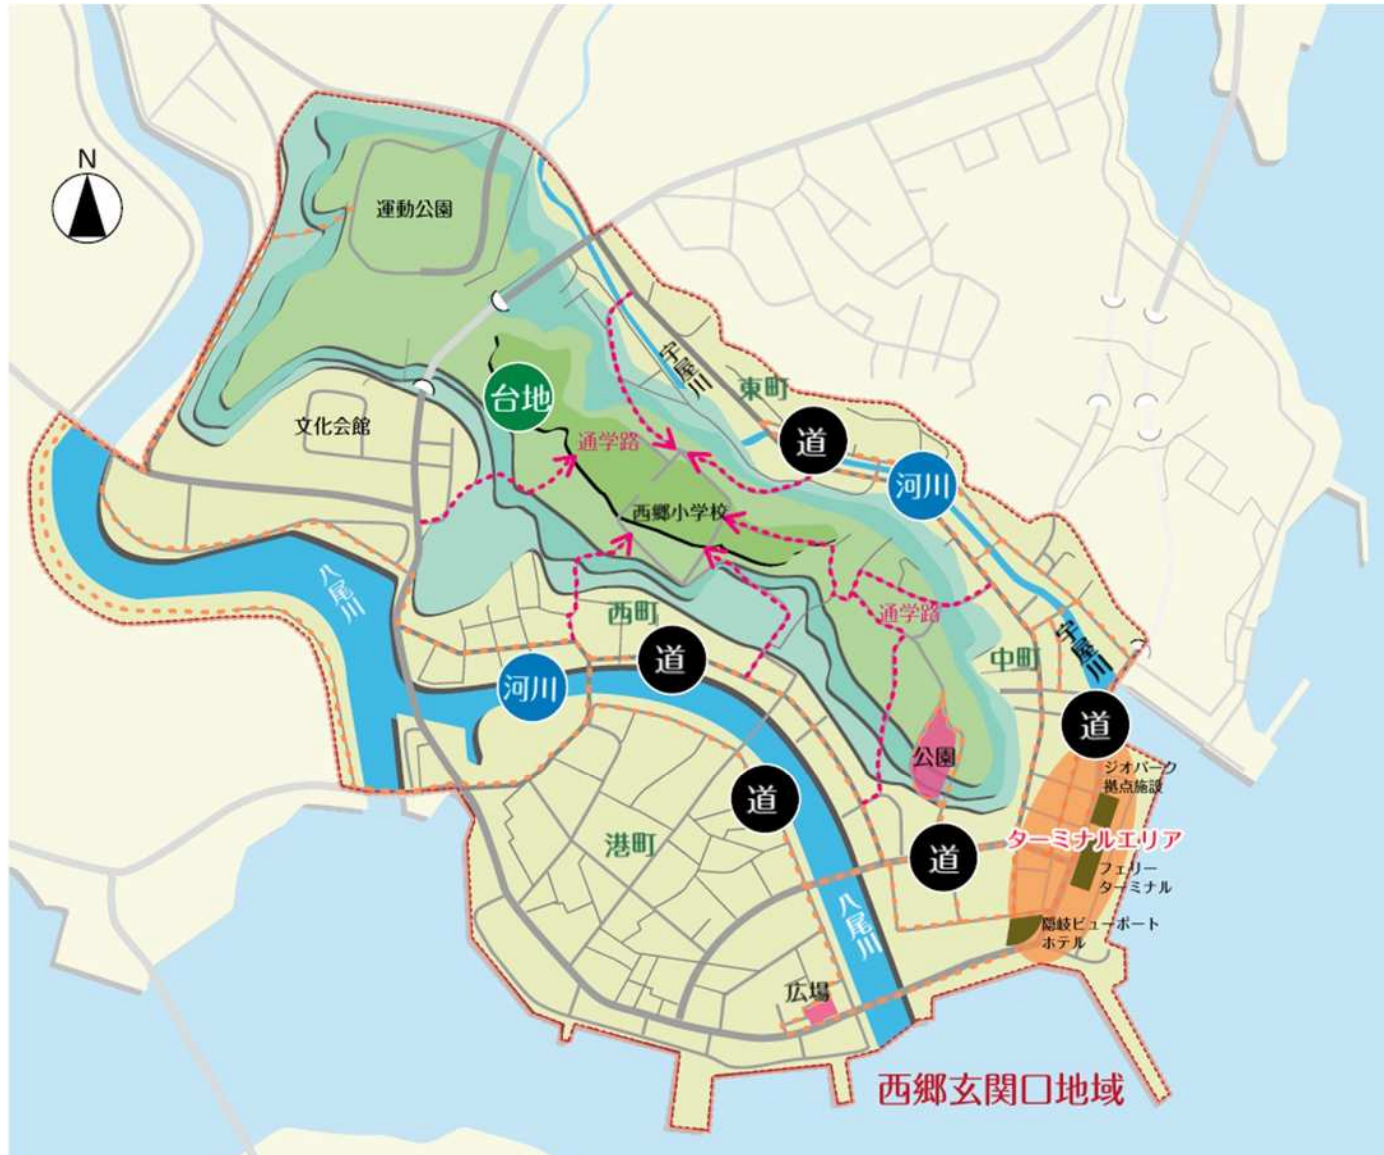 N
運動公園
宇屋川
東町
台地
文化会館
通学路
道
河川
西郷小学校
八尾川
西町
通学路
道
中町
宇屋川
河川
道
公園
ジオパーク
拠点施設
道
港町
ターミナルエリア
道
フェリー
ターミナル
八尾川
隠岐ビューポート
ホテル
広場
西郷玄関口地域